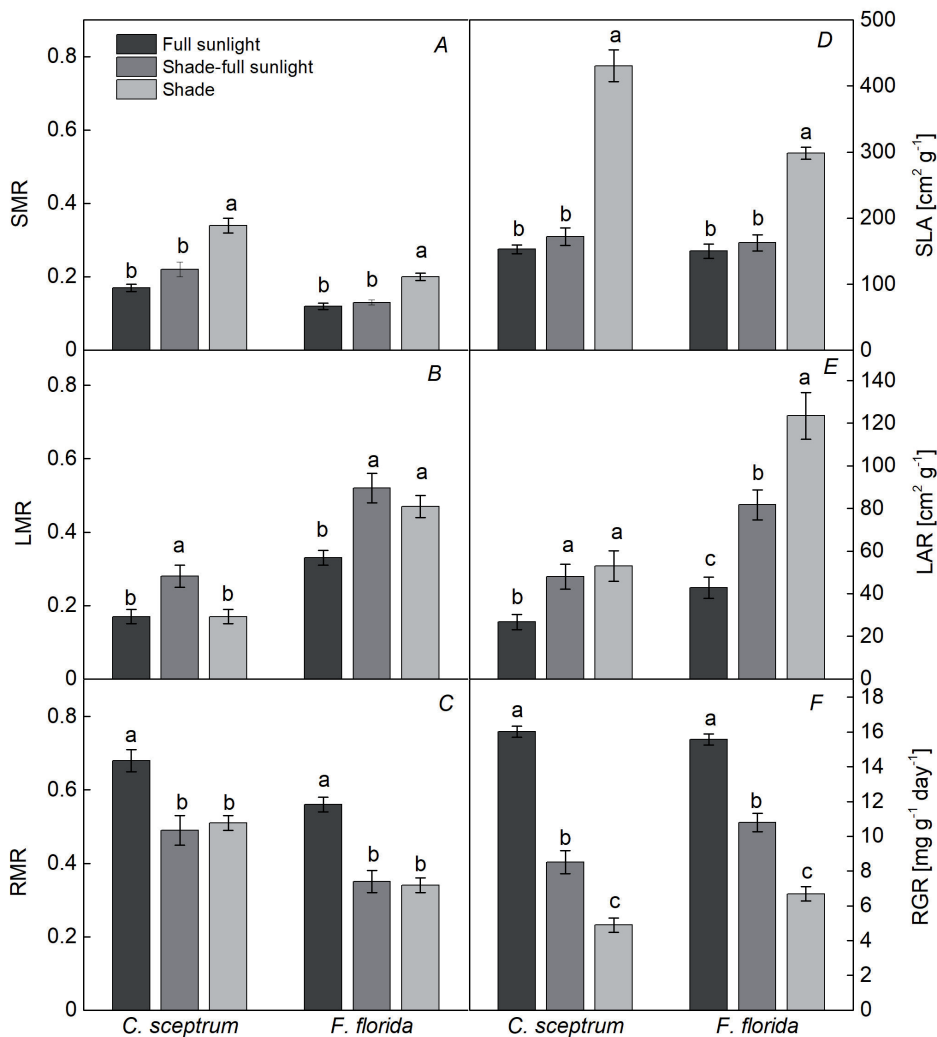 A
Full sunlight
Shade-full sunlight
Shade
0.8
0.6
0.4
0.2
0
SMR
b
b
a
b
b
a
D
500
400
300
200
100
0
SLA [cm² g⁻¹]
b
b
a
b
b
a
B
0.8
0.6
0.4
0.2
0
LMR
b
a
b
b
a
a
E
140
120
100
80
60
40
20
0
LAR [cm² g⁻¹]
b
a
a
c
b
a
C
0.8
0.6
0.4
0.2
0
RMR
a
b
b
a
b
b
C. sceptrum F. florida
F
18
16
14
12
10
8
6
4
2
0
RGR [mg g⁻¹ day⁻¹]
a
b
c
a
b
c
C. sceptrum F. florida